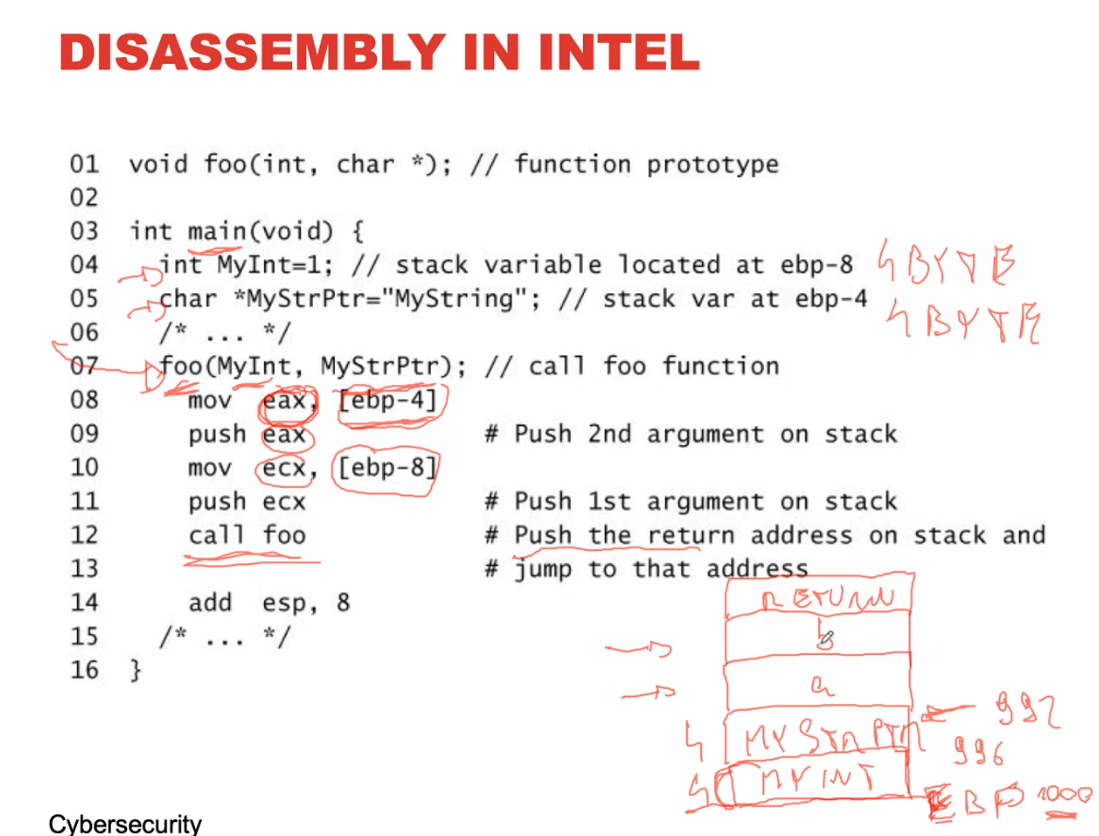 DISASSEMBLY IN INTEL
01 void foo(int, char *); // function prototype
02
03 int main(void) {
04 int MyInt=1; // stack variable located at ebp-8 4 BYTE
05 char *MyStrPtr="MyString"; // stack var at ebp-4 4 BYTE
06 /* ... */
07 foo(MyInt, MyStrPtr); // call foo function
08 mov eax, [ebp-4]
09 push eax # Push 2nd argument on stack
10 mov ecx, [ebp-8]
11 push ecx # Push 1st argument on stack
12 call foo # Push the return address on stack and
13 # jump to that address
14 add esp, 8
15 /* ... */
16 }
RETURN
b
a
4 MY STR PTR 992
996
4 MY INT
EBP 1000
Cybersecurity